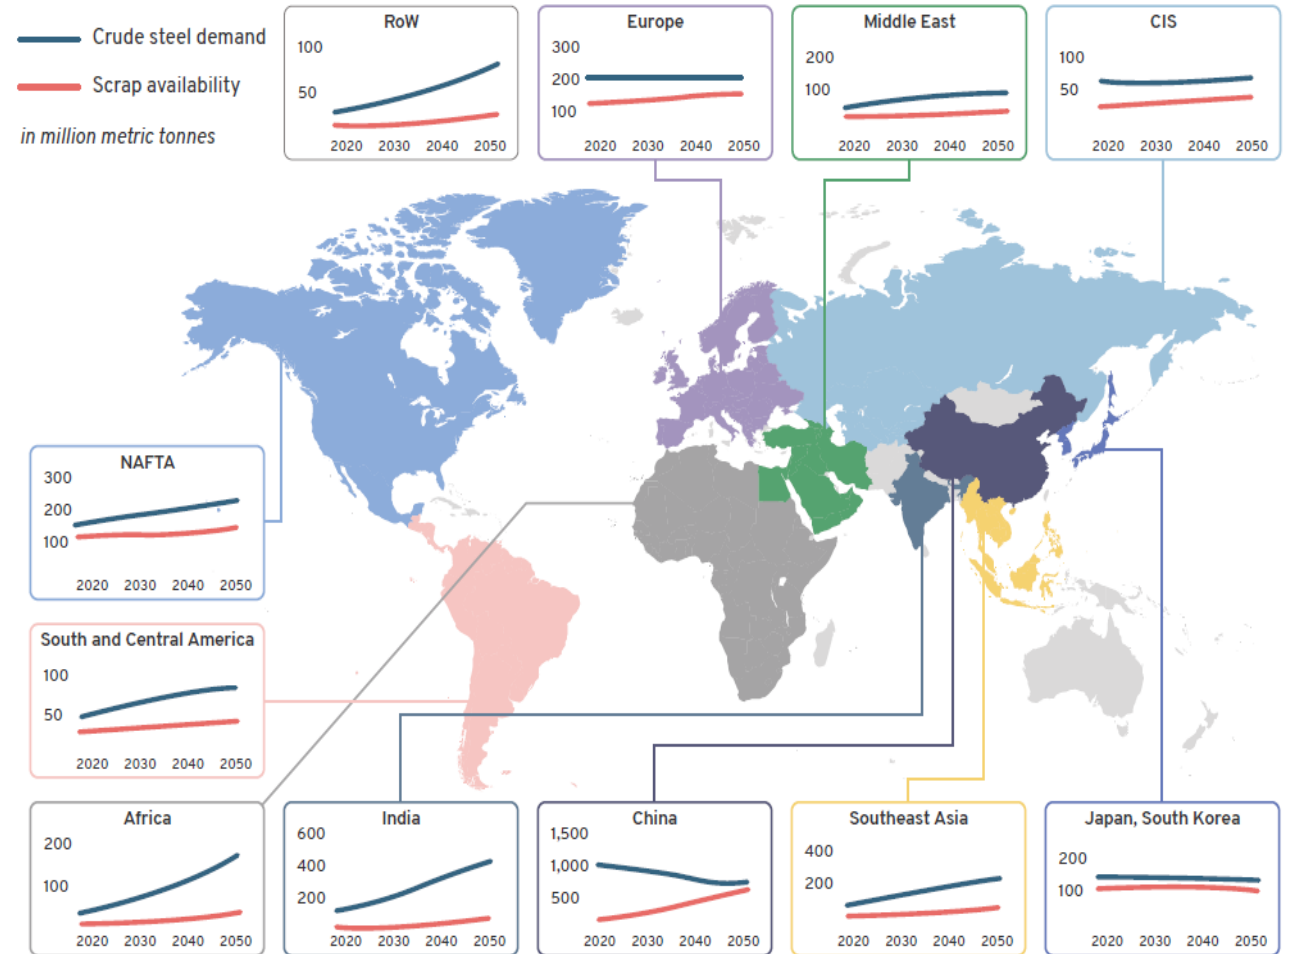 Crude steel demand
Scrap availability
in million metric tonnes
RoW
100
50
2020 2030 2040 2050
Europe
300
200
100
2020 2030 2040 2050
Middle East
200
100
2020 2030 2040 2050
CIS
100
50
2020 2030 2040 2050
NAFTA
300
200
100
2020 2030 2040 2050
South and Central America
100
50
2020 2030 2040 2050
Africa
200
100
2020 2030 2040 2050
India
600
400
200
2020 2030 2040 2050
China
1,500
1,000
500
2020 2030 2040 2050
Southeast Asia
400
200
2020 2030 2040 2050
Japan, South Korea
200
100
2020 2030 2040 2050